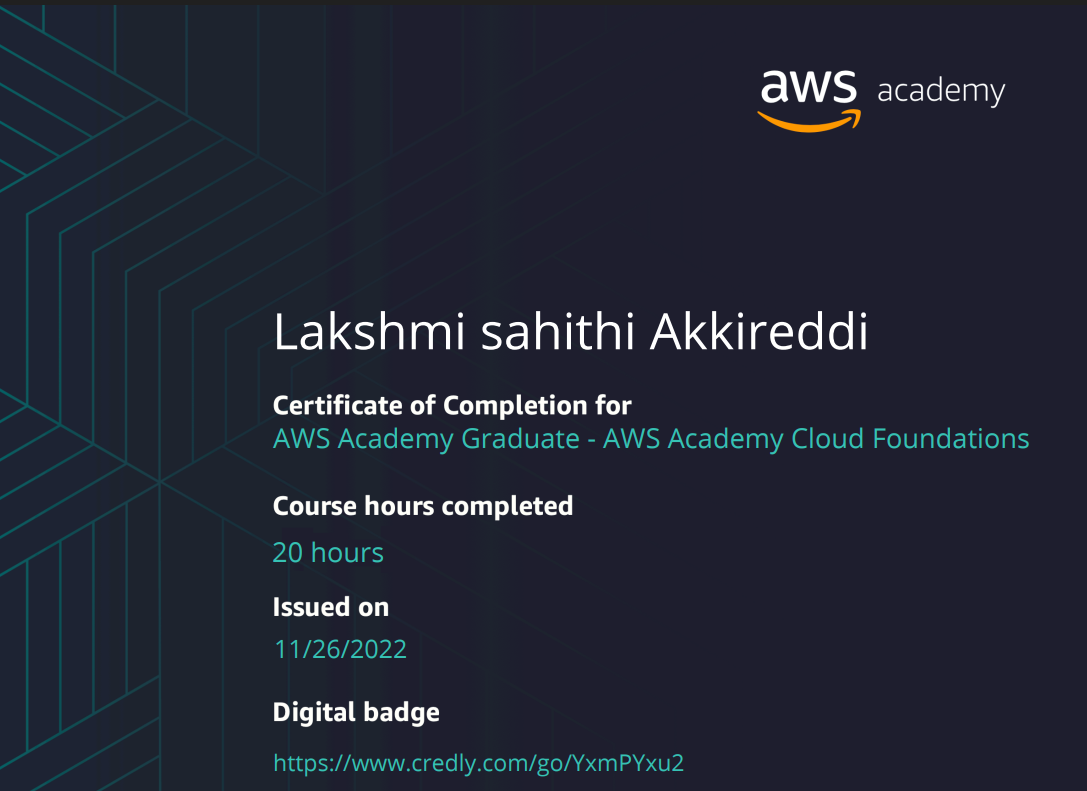 aws academy
Lakshmi sahithi Akkireddi
Certificate of Completion for
AWS Academy Graduate - AWS Academy Cloud Foundations
Course hours completed
20 hours
Issued on
11/26/2022
Digital badge
https://www.credly.com/go/YxmPYxu2